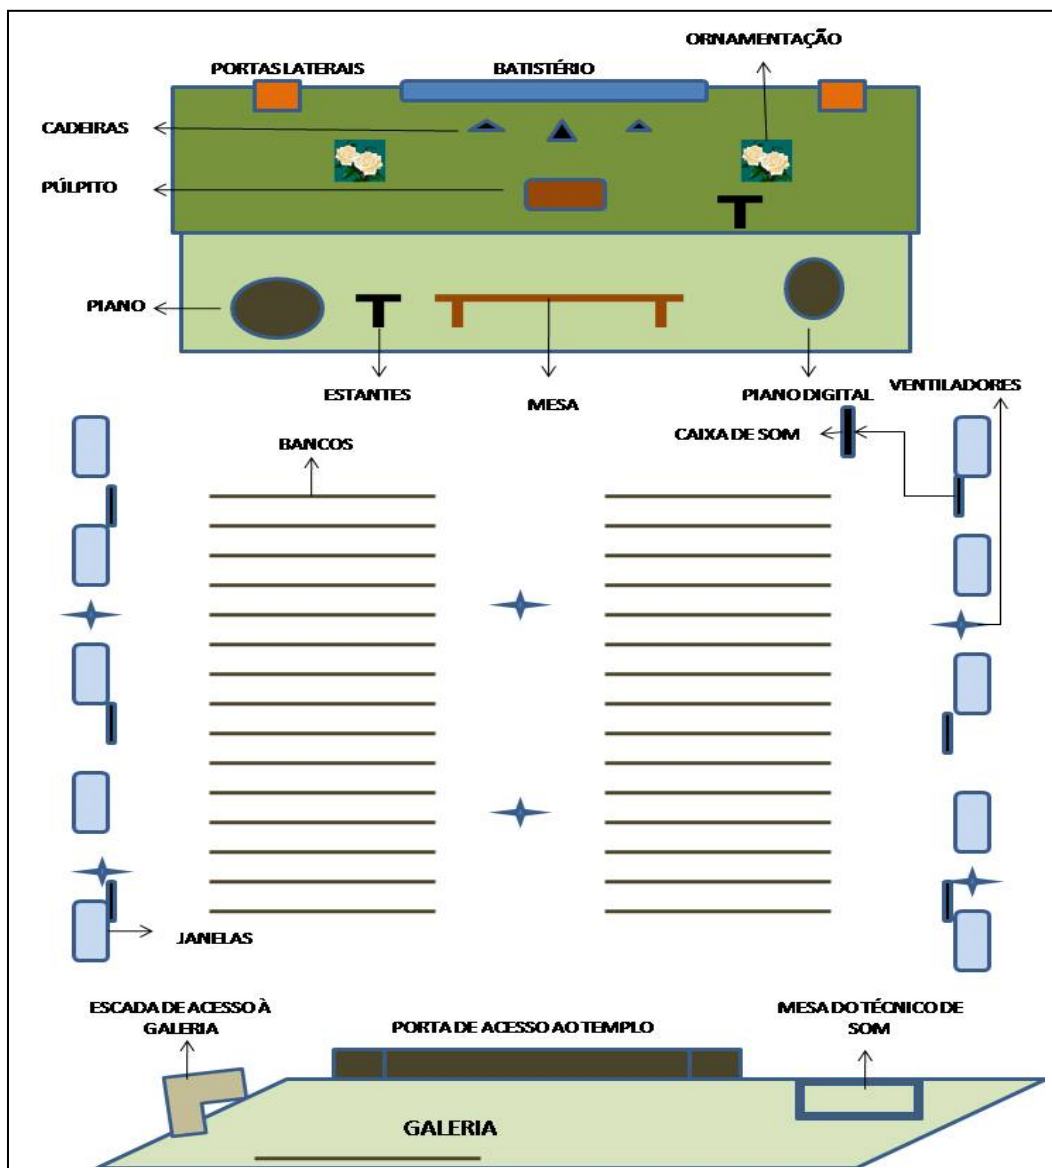 ORNAMENTAÇÃO
PORTAS LATERAIS
BATISTÉRIO
CADEIRAS
PÚLPITO
PIANO
ESTANTES
MESA
PIANO DIGITAL
VENTILADORES
CAIXA DE SOM
BANCOS
JANELAS
ESCADA DE ACESSO À
GALERIA
PORTA DE ACESSO AO TEMPLO
MESA DO TÉCNICO DE
SOM
GALERIA